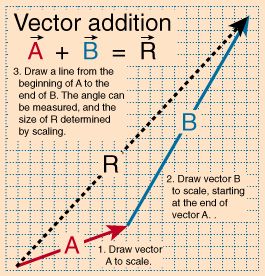 Vector addition
A + B = R
3. Draw a line from the
beginning of A to the
end of B. The angle can
be measured, and the
size of R determined
by scaling.
B
R
2. Draw vector B
to scale, starting
at the end of
vector A. .
A
1. Draw vector
A to scale.